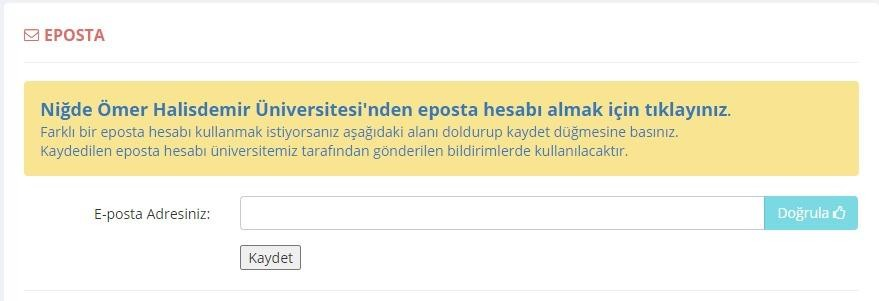 EPOSTA
Niğde Ömer Halisdemir Üniversitesi'nden eposta hesabı almak için tıklayınız.
Farklı bir eposta hesabı kullanmak istiyorsanız aşağıdaki alanı doldurup kaydet düğmesine basınız.
Kaydedilen eposta hesabı üniversitemiz tarafından gönderilen bildirimlerde kullanılacaktır.
E-posta Adresiniz:
Doğrula
Kaydet